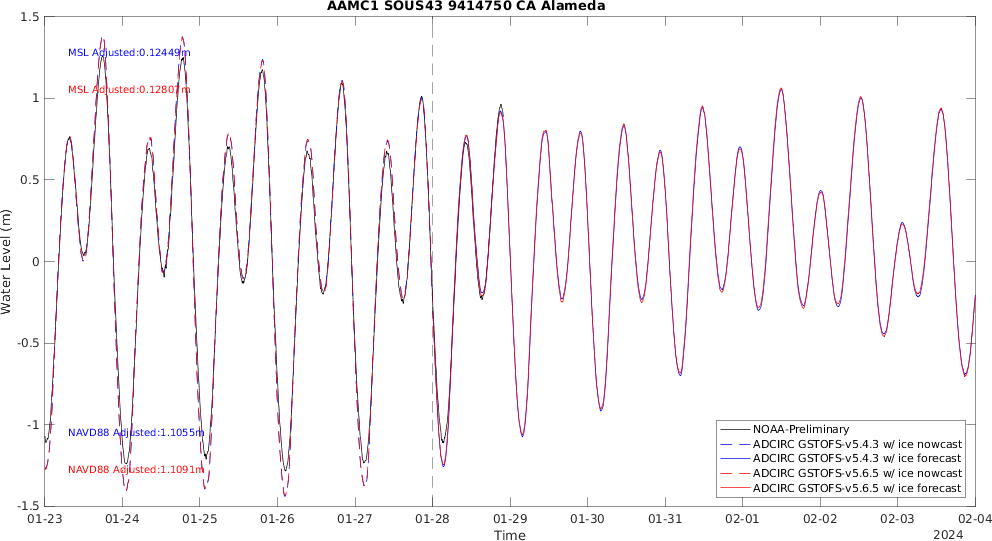 AAMC1 SOUS43 9414750 CA Alameda
1.5
1
0.5
0
-0.5
-1
-1.5
Water Level (m)
MSL Adjusted:0.12449m
MSL Adjusted:0.12807m
NAVD88 Adjusted:1.1055m
NAVD88 Adjusted:1.1091m
NOAA-Preliminary
ADCIRC GSTOFS-v5.4.3 w/ ice nowcast
ADCIRC GSTOFS-v5.4.3 w/ ice forecast
ADCIRC GSTOFS-v5.6.5 w/ ice nowcast
ADCIRC GSTOFS-v5.6.5 w/ ice forecast
01-23 01-24 01-25 01-26 01-27 01-28 01-29 01-30 01-31 02-01 02-02 02-03 02-04
Time
2024